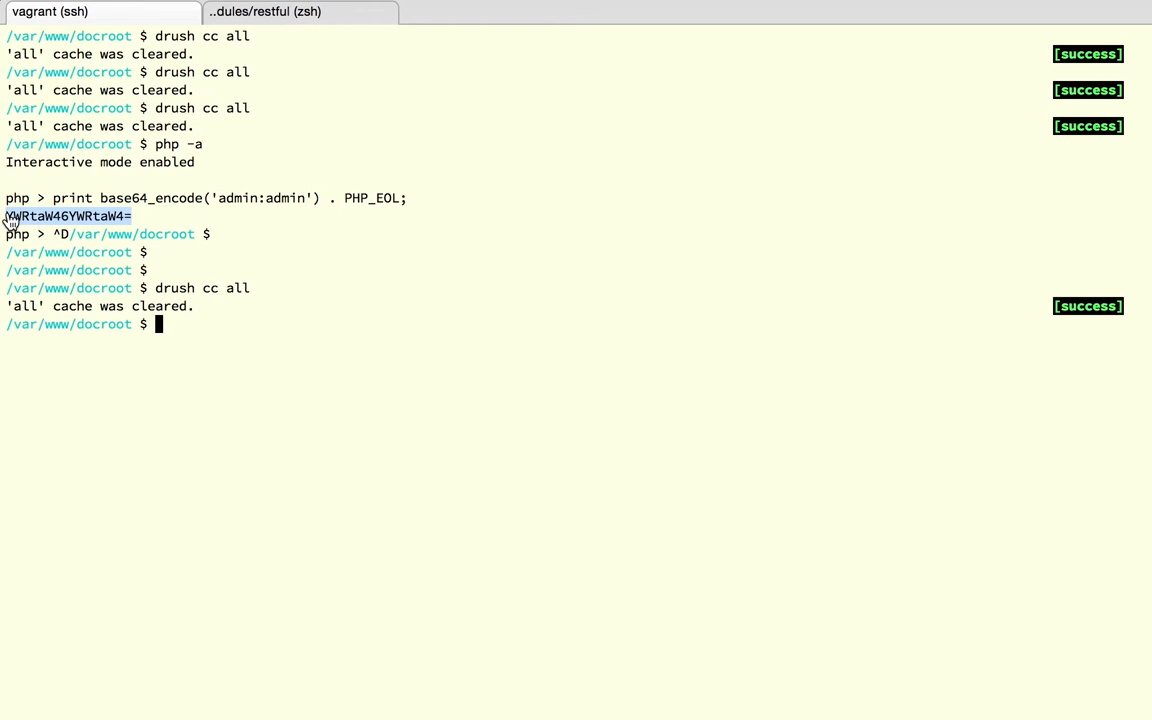 vagrant (ssh) ..dules/restful (zsh)
/var/www/docroot $ drush cc all
'all' cache was cleared. [success]
/var/www/docroot $ drush cc all
'all' cache was cleared. [success]
/var/www/docroot $ drush cc all
'all' cache was cleared. [success]
/var/www/docroot $ php -a
Interactive mode enabled
php > print base64_encode('admin:admin') . PHP_EOL;
YWRtaW46YWRtaW4=
php > ^D/var/www/docroot $
/var/www/docroot $
/var/www/docroot $
/var/www/docroot $ drush cc all
'all' cache was cleared. [success]
/var/www/docroot $